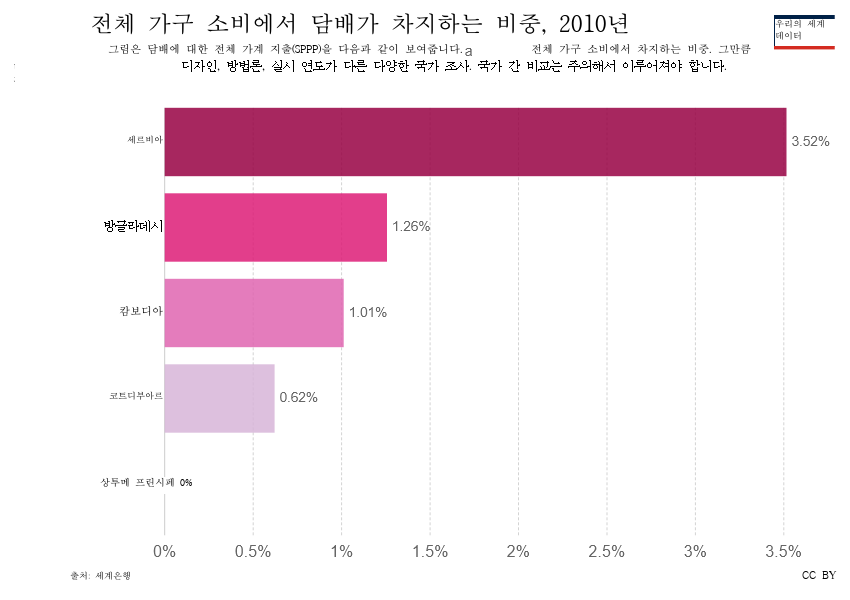 전체 가구 소비에서 담배가 차지하는 비중, 2010년
우리의 세계
데이터
그림은 담배에 대한 전체 가계 지출(SPPP)을 다음과 같이 보여줍니다.a 전체 가구 소비에서 차지하는 비중. 그만큼
디자인, 방법론, 실시 연도가 다른 다양한 국가 조사. 국가 간 비교는 주의해서 이루어져야 합니다.
세르비아 3.52%
방글라데시 1.26%
캄보디아 1.01%
코트디부아르 0.62%
상투메 프린시페 0%
0% 0.5% 1% 1.5% 2% 2.5% 3% 3.5%
출처: 세계은행 CC BY